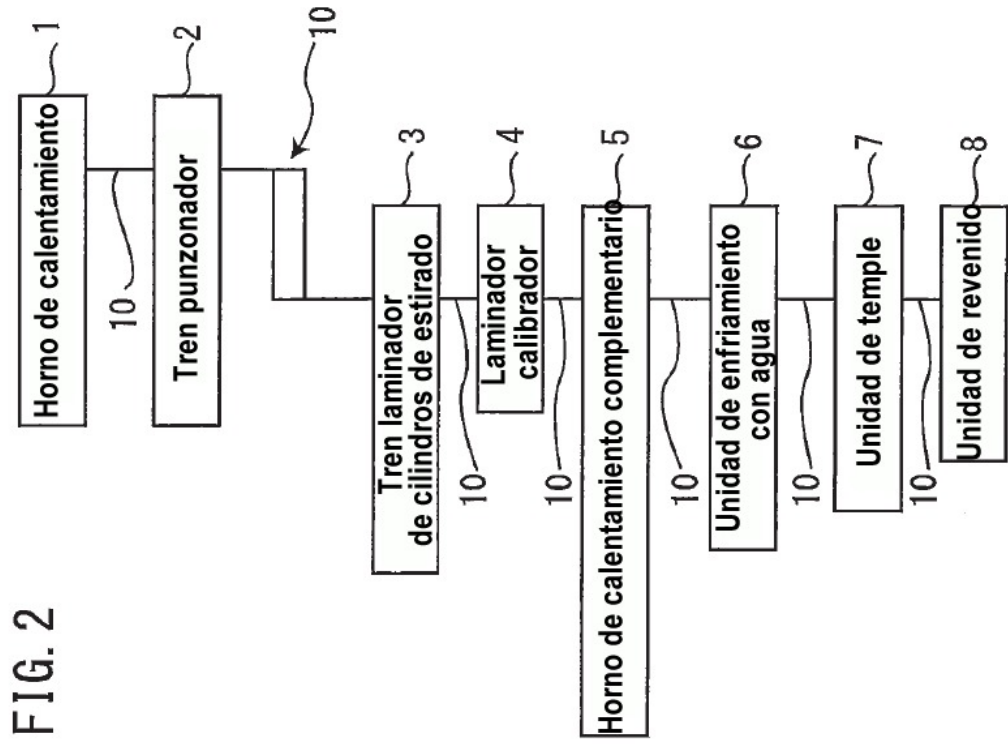 FIG. 2
Horno de calentamiento
1
10
Tren punzonador
2
10
Tren laminador
de cilindros de estirado
3
10
Laminador
calibrador
4
10
Horno de calentamiento complementario
5
10
Unidad de enfriamiento
con agua
6
10
Unidad de temple
7
10
Unidad de revenido
8